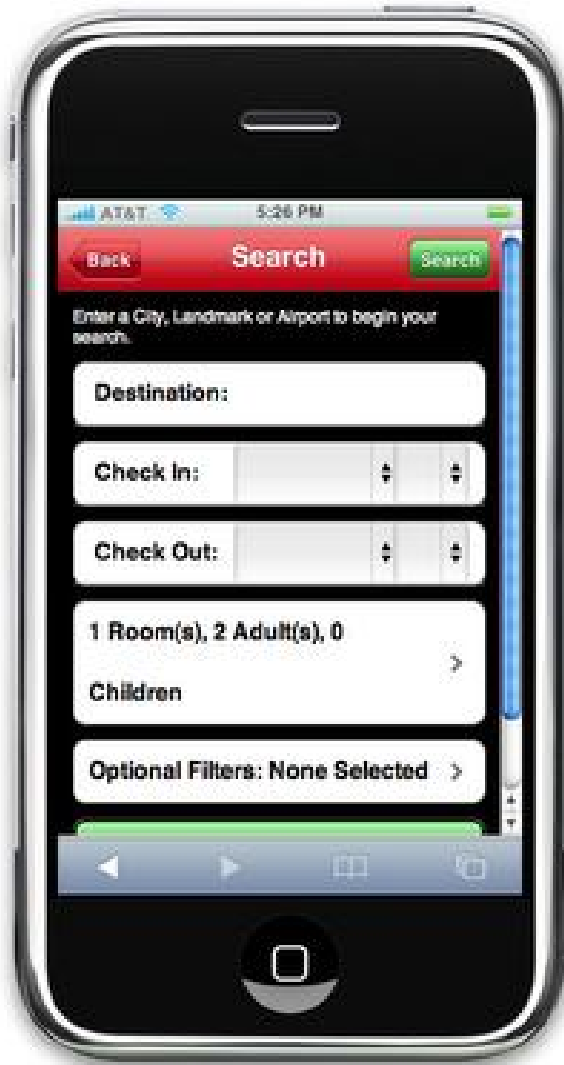 AT&T 5:26 PM
Back Search Search
Enter a City, Landmark or Airport to begin your
search.
Destination:
Check In:
Check Out:
1 Room(s), 2 Adult(s), 0
Children
Optional Filters: None Selected